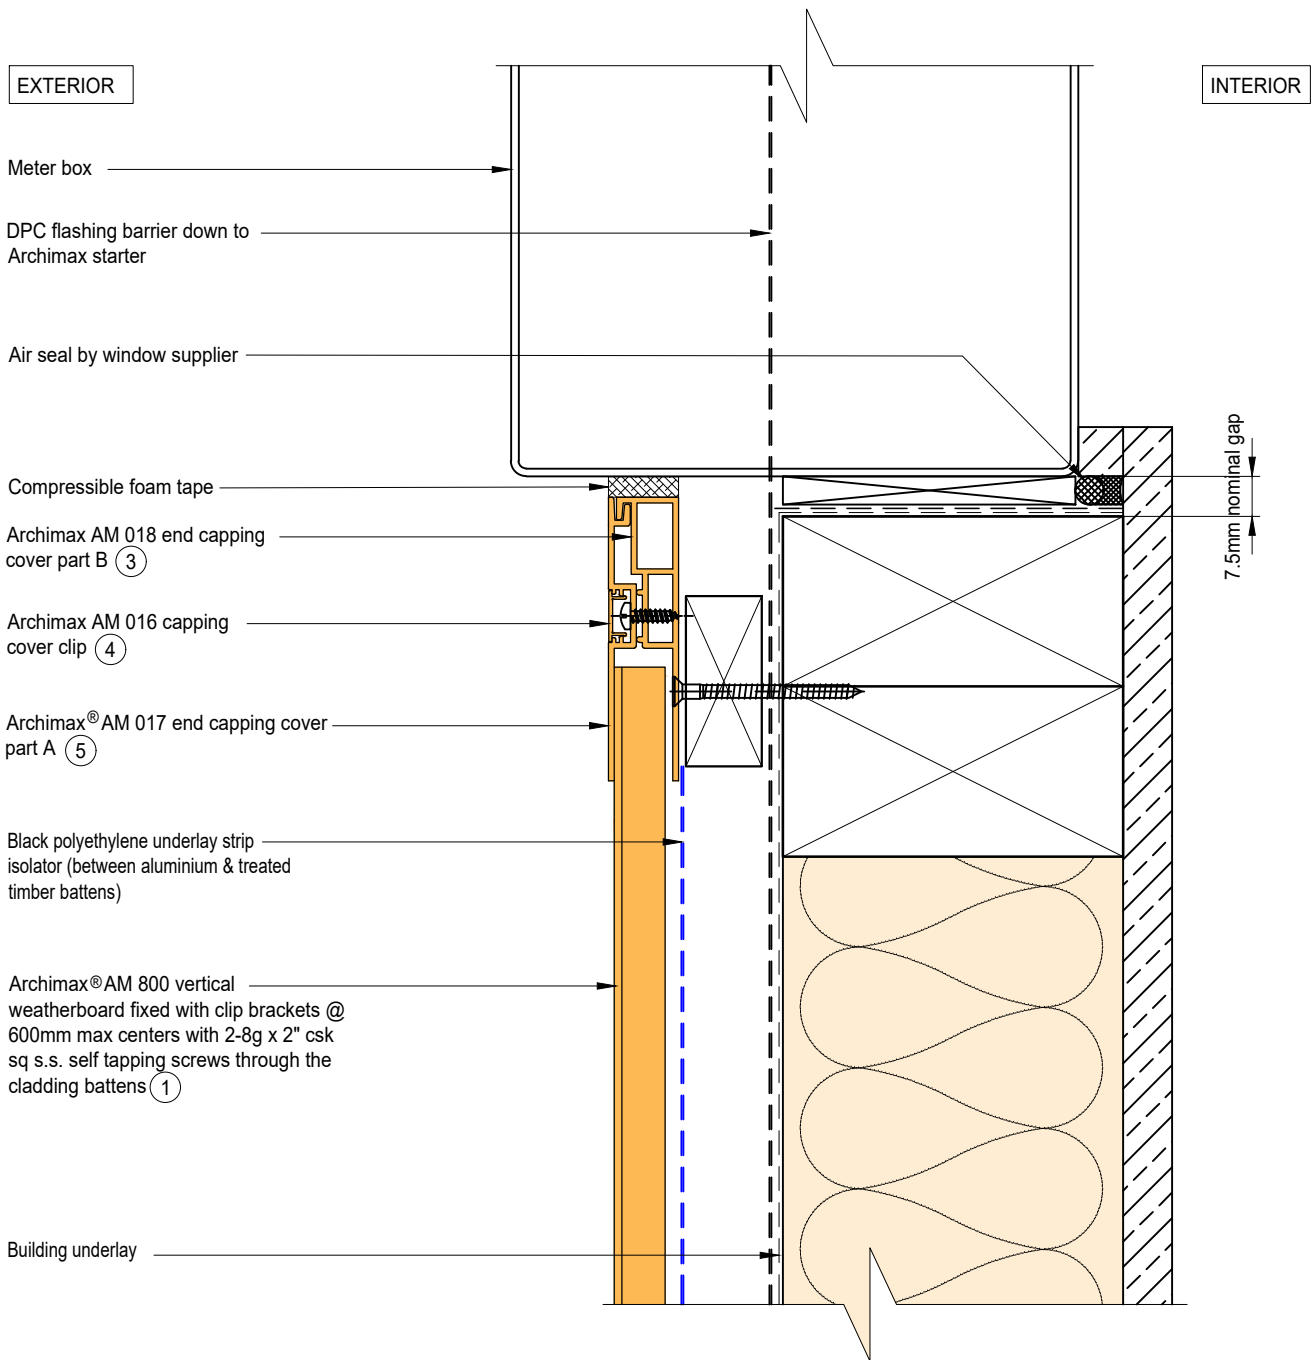 EXTERIOR
INTERIOR
Meter box
DPC flashing barrier down to
Archimax starter
Air seal by window supplier
7.5mm nominal gap
Compressible foam tape
Archimax AM 018 end capping
cover part B 3
Archimax AM 016 capping
cover clip 4
Archimax® AM 017 end capping cover
part A 5
Black polyethylene underlay strip
isolator (between aluminium & treated
timber battens)
Archimax® AM 800 vertical
weatherboard fixed with clip brackets @
600mm max centers with 2-8g x 2" csk
sq s.s. self tapping screws through the
cladding battens 1
Building underlay